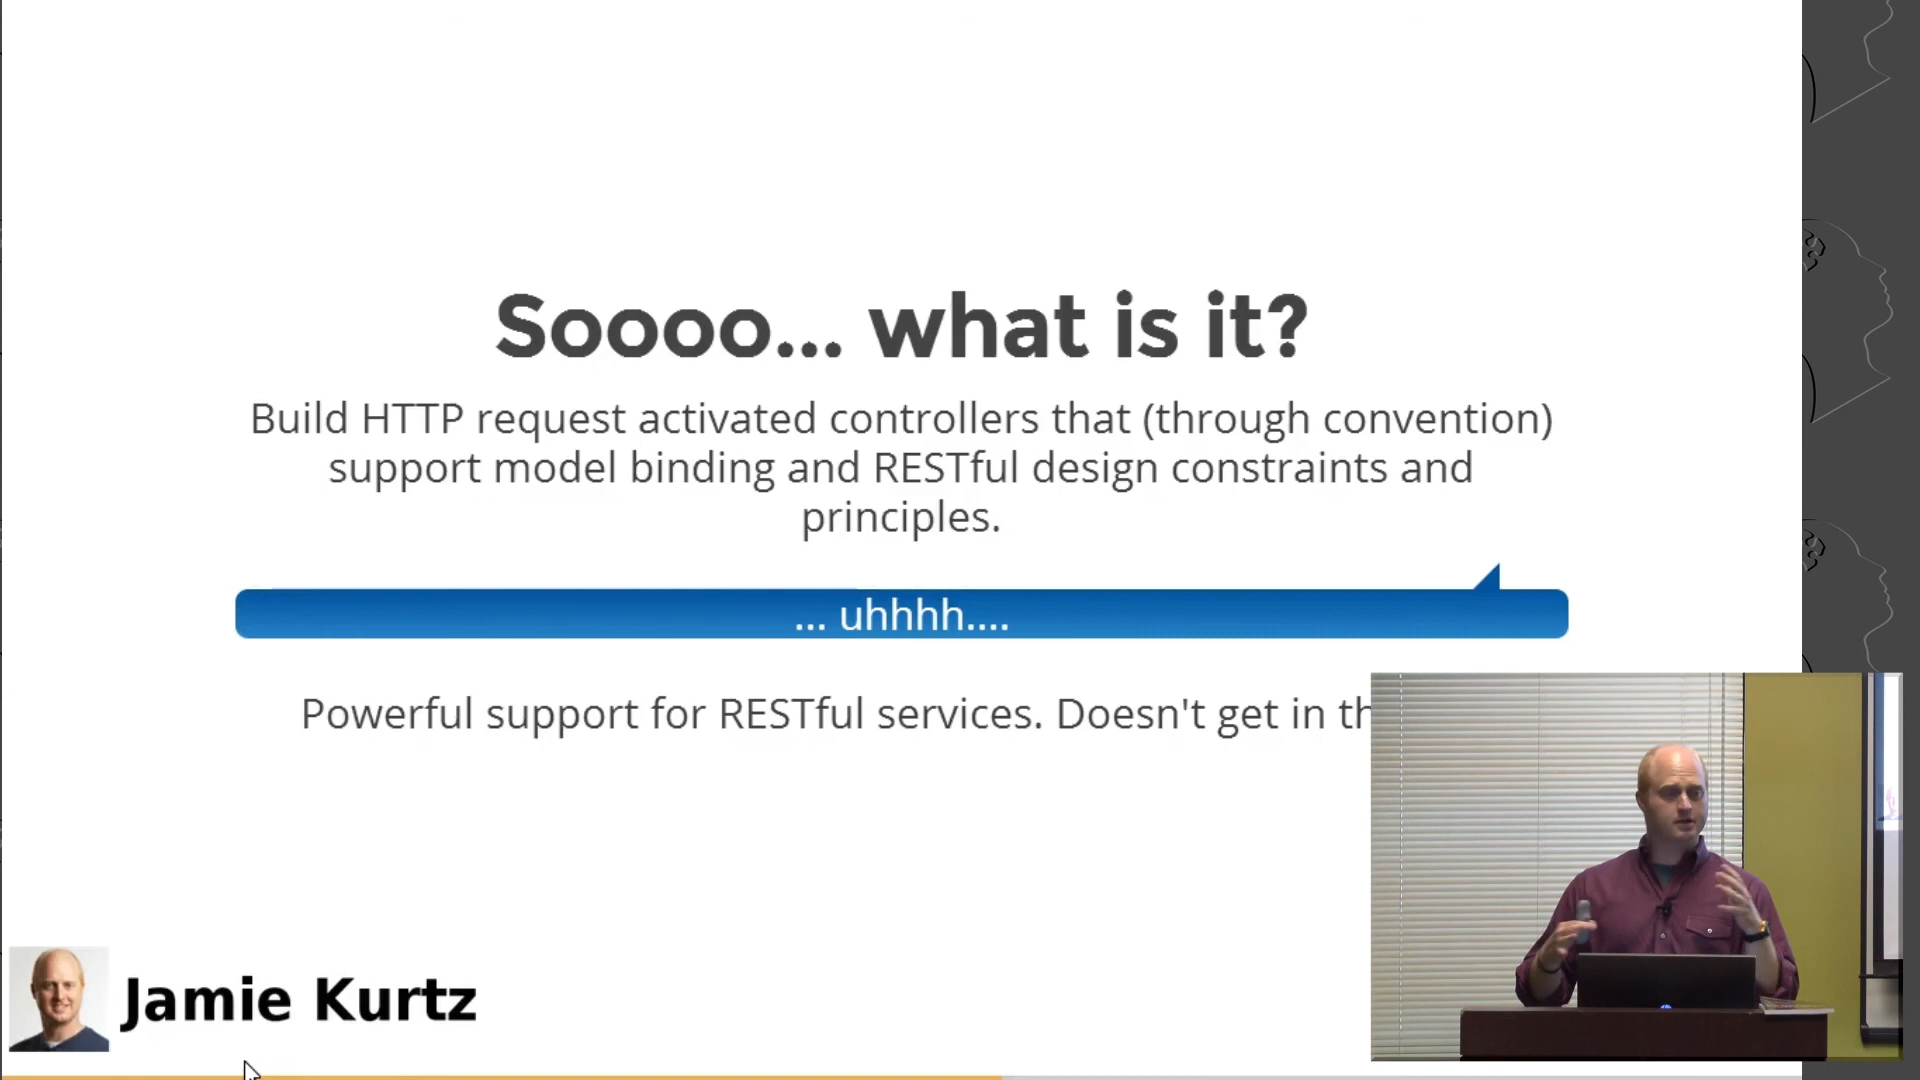 Soooo... what is it?
Build HTTP request activated controllers that (through convention)
support model binding and RESTful design constraints and
principles.
... uhhhh....
Powerful support for RESTful services. Doesn't get in
Jamie Kurtz